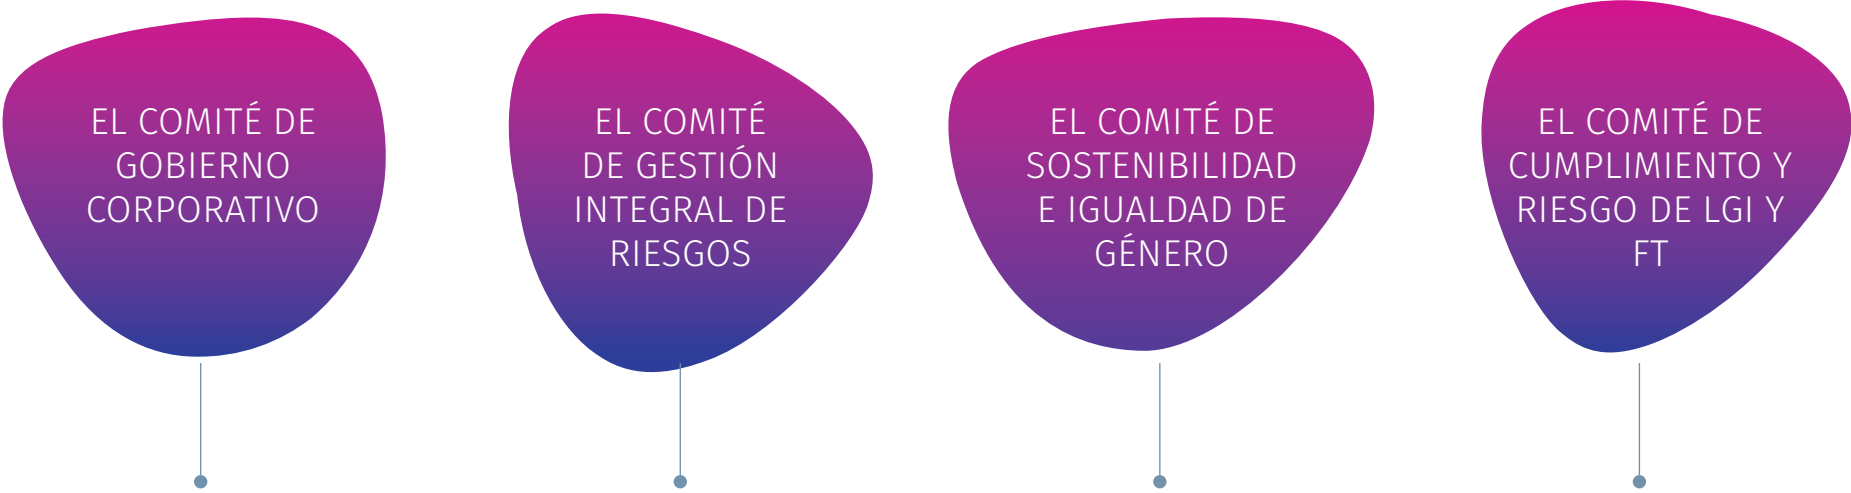 EL COMITÉ DE
GOBIERNO
CORPORATIVO
EL COMITÉ
DE GESTIÓN
INTEGRAL DE
RIESGOS
EL COMITÉ DE
SOSTENIBILIDAD
E IGUALDAD DE
GÉNERO
EL COMITÉ DE
CUMPLIMIENTO Y
RIESGO DE LGI Y
FT